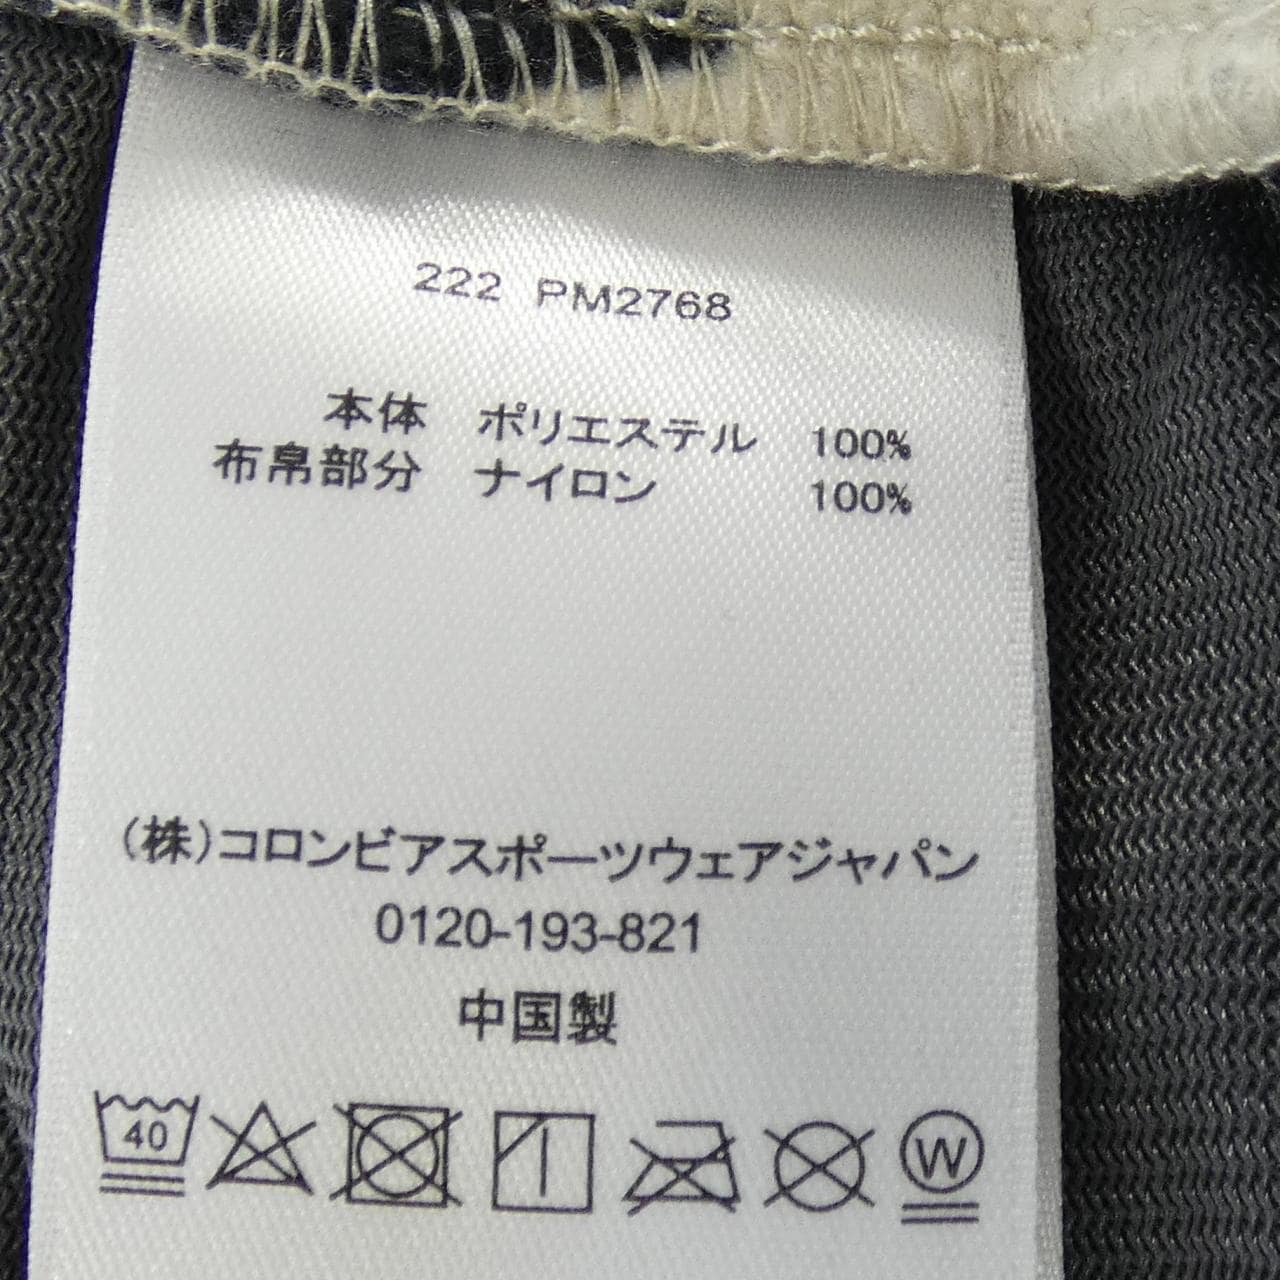 222 PM2768
本体 ポリエステル 100%
布帛部分 ナイロン 100%
(株)コロンビアスポーツウェアジャパン
0120-193-821
中国製
40
W